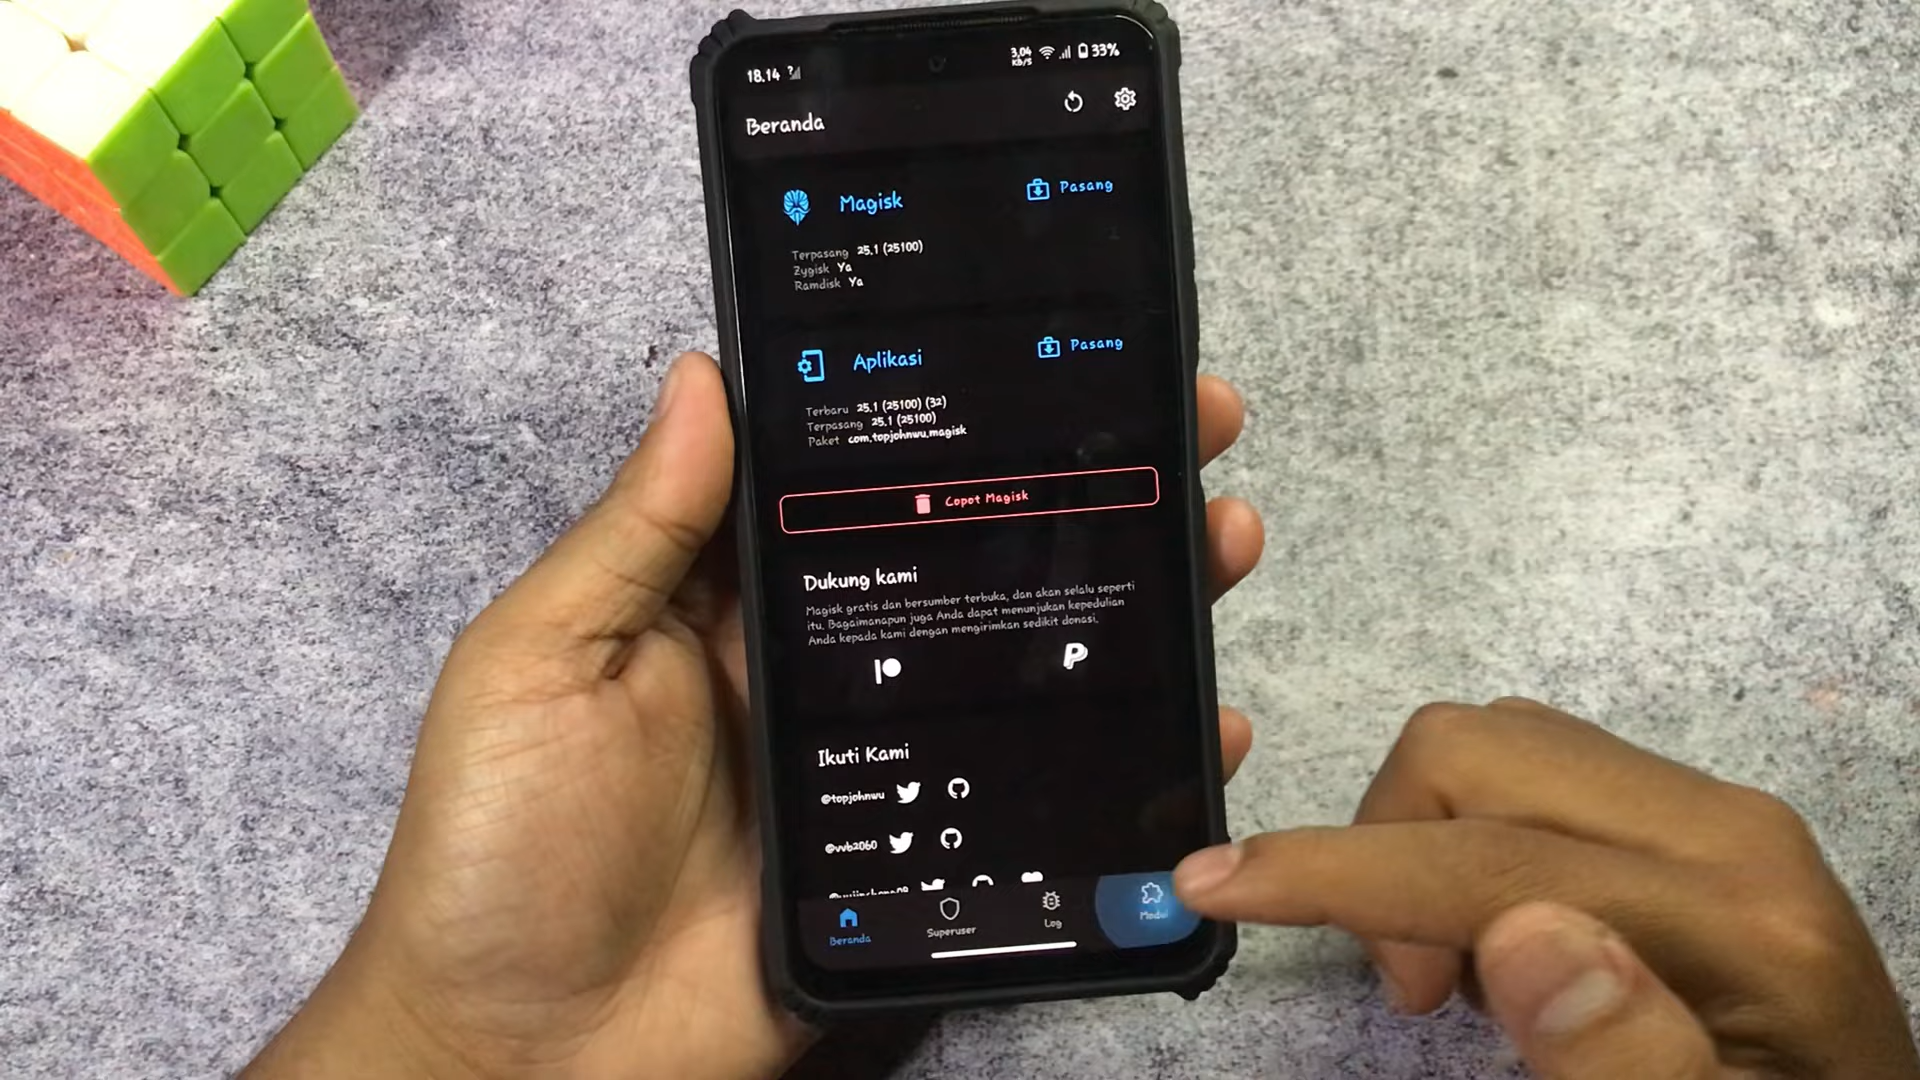 18.14
3,04 KB/S 33%
Beranda
Magisk
Pasang
Terpasang 25.1 (25100)
Zygisk Ya
Ramdisk Ya
Aplikasi
Pasang
Terbaru 25.1 (25100) (32)
Terpasang 25.1 (25100)
Paket com.topjohnwu.magisk
Copot Magisk
Dukung kami
Magisk gratis dan bersumber terbuka, dan akan selalu seperti
itu. Bagaimanapun juga Anda dapat menunjukan kepedulian
Anda kepada kami dengan mengirimkan sedikit donasi.
Ikuti Kami
@topjohnwu
@vvb2060
Beranda
Superuser
Log
Modul